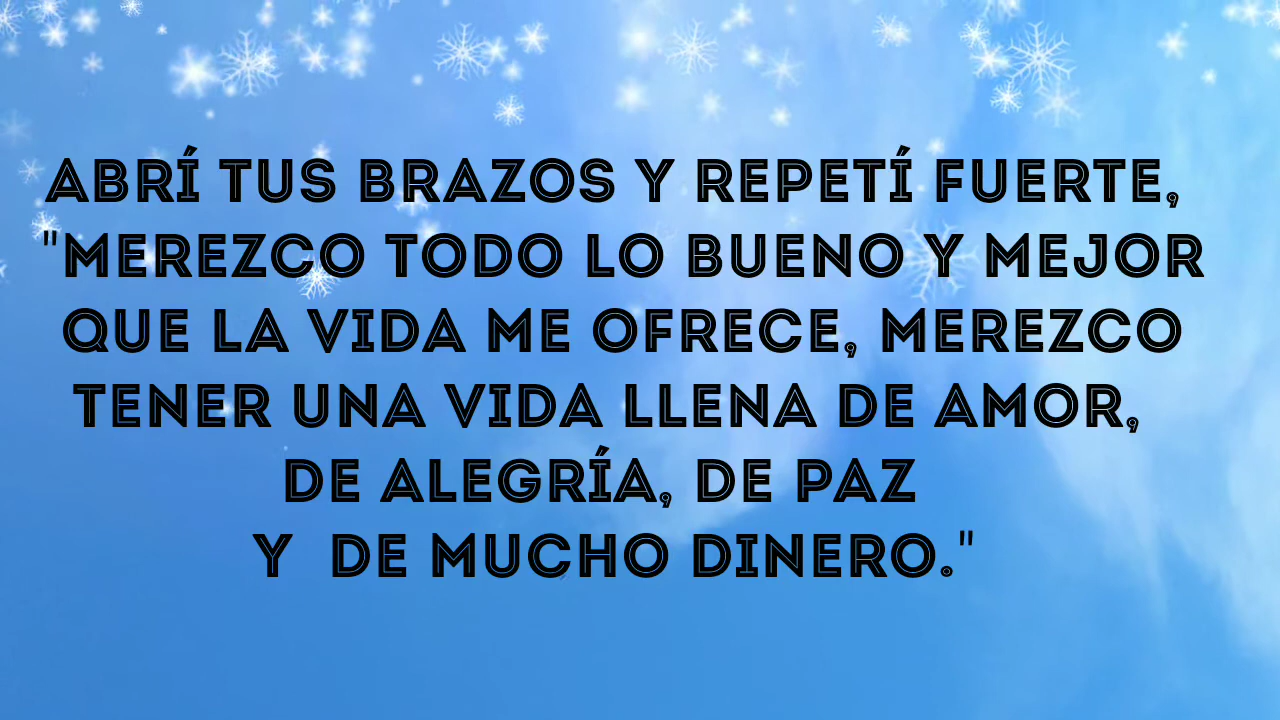 ABRÍ TUS BRAZOS Y REPETÍ FUERTE,
"MEREZCO TODO LO BUENO Y MEJOR
QUE LA VIDA ME OFRECE, MEREZCO
TENER UNA VIDA LLENA DE AMOR,
DE ALEGRÍA, DE PAZ
Y DE MUCHO DINERO."